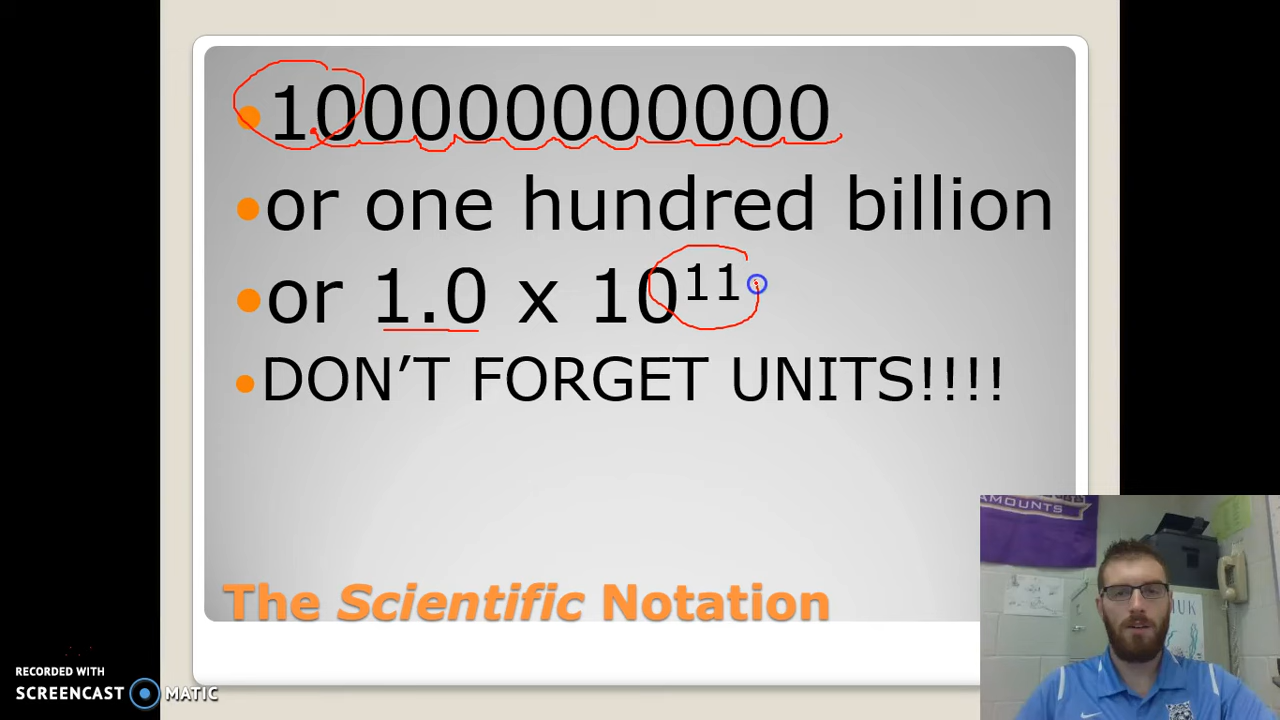 •100000000000
•or one hundred billion
•or 1.0 x 10¹¹
•DON’T FORGET UNITS!!!!
The Scientific Notation
AMOUNTS
RECORDED WITH
SCREENCAST MATIC